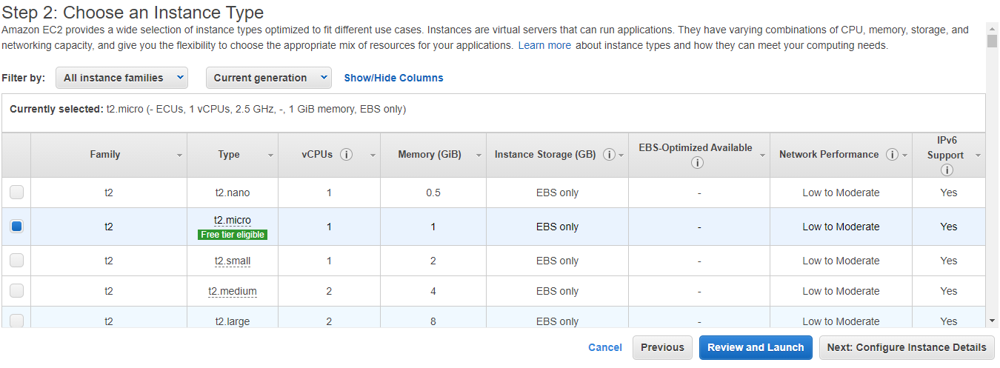 Step 2: Choose an Instance Type
Amazon EC2 provides a wide selection of instance types optimized to fit different use cases. Instances are virtual servers that can run applications. They have varying combinations of CPU, memory, storage, and
networking capacity, and give you the flexibility to choose the appropriate mix of resources for your applications. Learn more about instance types and how they can meet your computing needs.
Filter by: All instance families Current generation Show/Hide Columns
Currently selected: t2.micro (- ECUs, 1 vCPUs, 2.5 GHz, -, 1 GiB memory, EBS only)
Family Type vCPUs Memory (GiB) Instance Storage (GB) EBS-Optimized Available Network Performance IPv6 Support
t2 t2.nano 1 0.5 EBS only - Low to Moderate Yes
t2 t2.micro 1 1 EBS only - Low to Moderate Yes
Free tier eligible
t2 t2.small 1 2 EBS only - Low to Moderate Yes
t2 t2.medium 2 4 EBS only - Low to Moderate Yes
t2 t2.large 2 8 EBS only - Low to Moderate Yes
Cancel Previous Review and Launch Next: Configure Instance Details